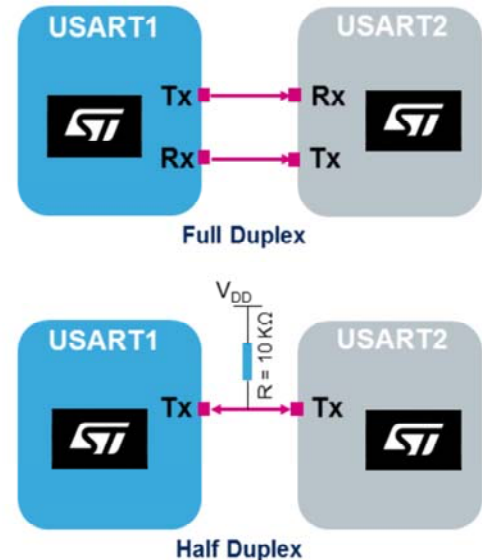 USART1 USART2
Tx Rx
Rx Tx
Full Duplex
VDD
R = 10 KΩ
USART1 USART2
Tx Tx
Half Duplex